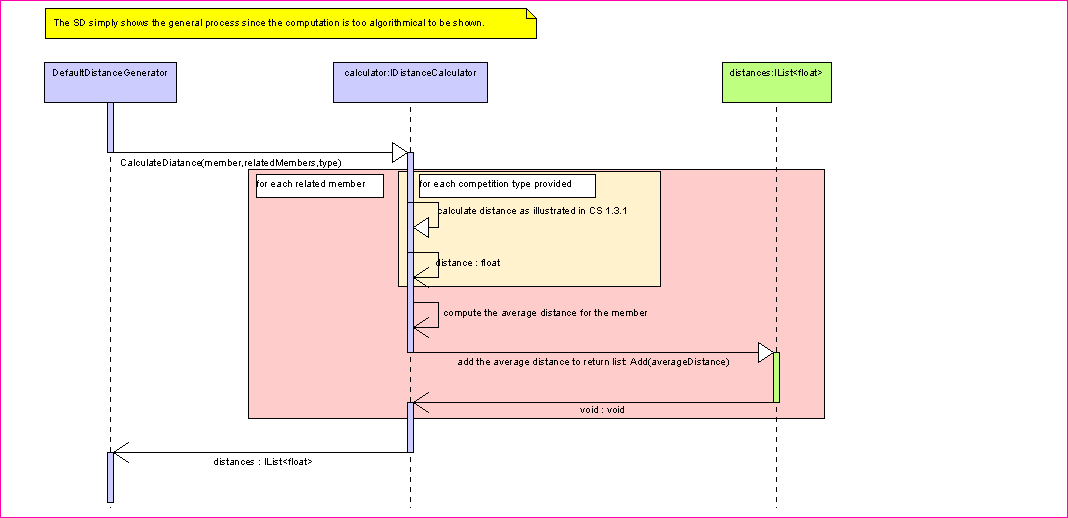 The SD simply shows the general process since the computation is too algorithmical to be shown.
DefaultDistanceGenerator
calculator:IDistanceCalculator
distances:IList<float>
CalculateDiatance(member,relatedMembers,type)
for each related member
for each competition type provided
calculate distance as illustrated in CS 1.3.1
distance : float
compute the average distance for the member
add the average distance to return list: Add(averageDistance)
void : void
distances : IList<float>